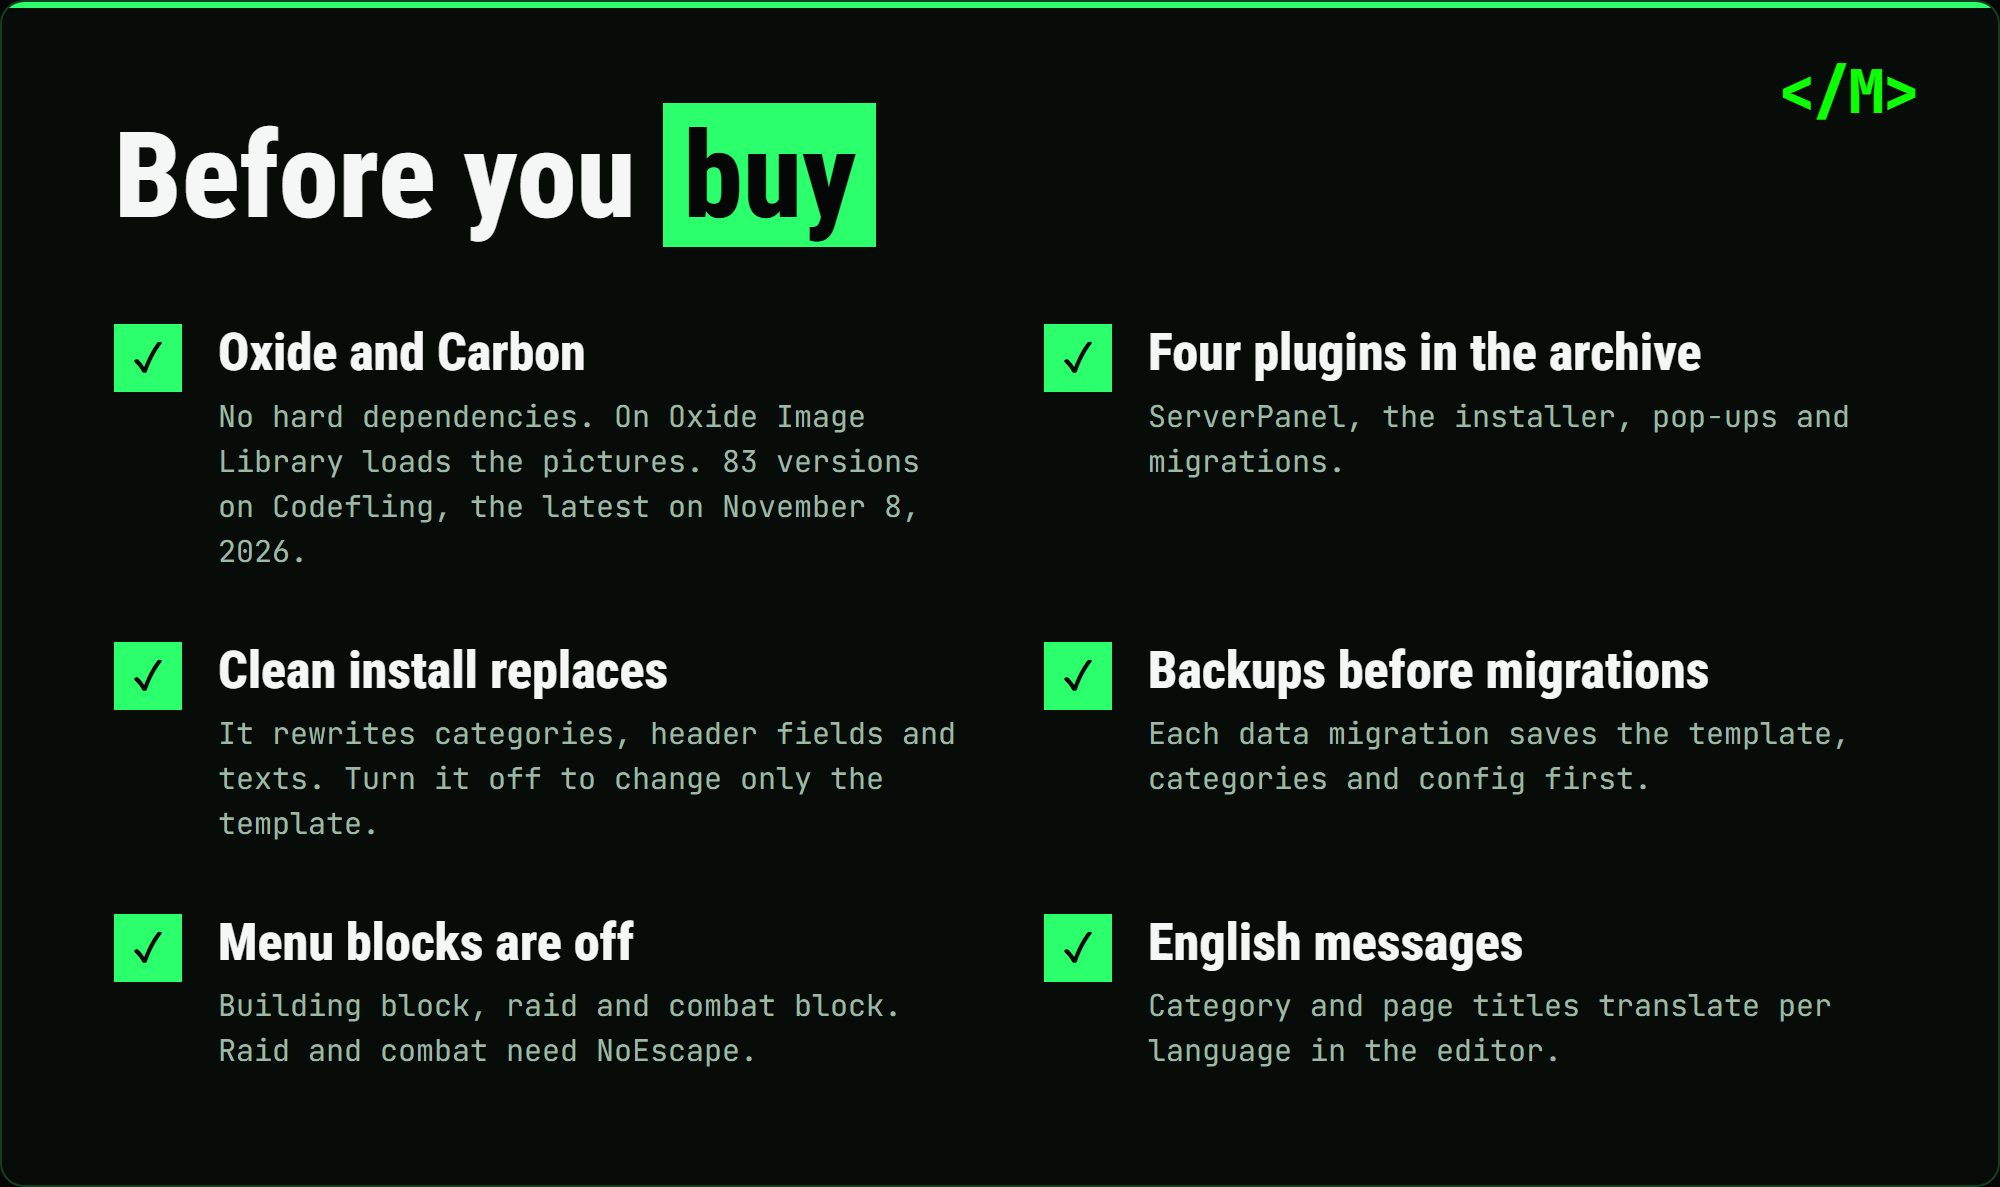 </M>
Before you buy
✓ Oxide and Carbon
No hard dependencies. On Oxide Image
Library loads the pictures. 83 versions
on Codefling, the latest on November 8,
2026.
✓ Four plugins in the archive
ServerPanel, the installer, pop-ups and
migrations.
✓ Clean install replaces
It rewrites categories, header fields and
texts. Turn it off to change only the
template.
✓ Backups before migrations
Each data migration saves the template,
categories and config first.
✓ Menu blocks are off
Building block, raid and combat block.
Raid and combat need NoEscape.
✓ English messages
Category and page titles translate per
language in the editor.